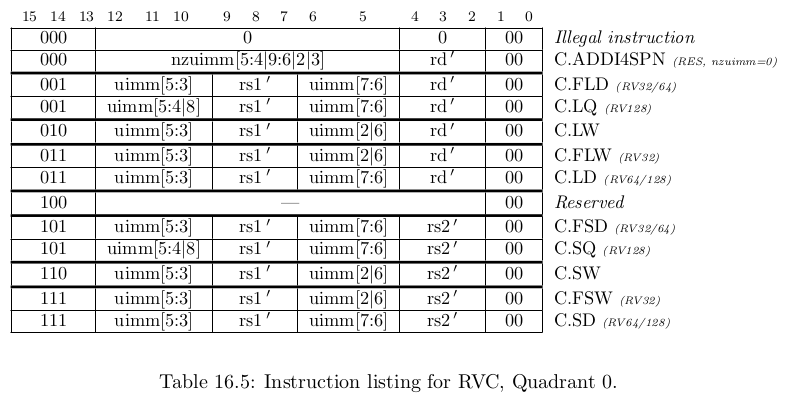 15 14 13 12 11 10 9 8 7 6 5 4 3 2 1 0
000 0 0 00 Illegal instruction
000 nzuimm[5:4|9:6|2|3] rd′ 00 C.ADDI4SPN (RES, nzuimm=0)
001 uimm[5:3] rs1′ uimm[7:6] rd′ 00 C.FLD (RV32/64)
001 uimm[5:4|8] rs1′ uimm[7:6] rd′ 00 C.LQ (RV128)
010 uimm[5:3] rs1′ uimm[2|6] rd′ 00 C.LW
011 uimm[5:3] rs1′ uimm[2|6] rd′ 00 C.FLW (RV32)
011 uimm[5:3] rs1′ uimm[7:6] rd′ 00 C.LD (RV64/128)
100 — 00 Reserved
101 uimm[5:3] rs1′ uimm[7:6] rs2′ 00 C.FSD (RV32/64)
101 uimm[5:4|8] rs1′ uimm[7:6] rs2′ 00 C.SQ (RV128)
110 uimm[5:3] rs1′ uimm[2|6] rs2′ 00 C.SW
111 uimm[5:3] rs1′ uimm[2|6] rs2′ 00 C.FSW (RV32)
111 uimm[5:3] rs1′ uimm[7:6] rs2′ 00 C.SD (RV64/128)
Table 16.5: Instruction listing for RVC, Quadrant 0.